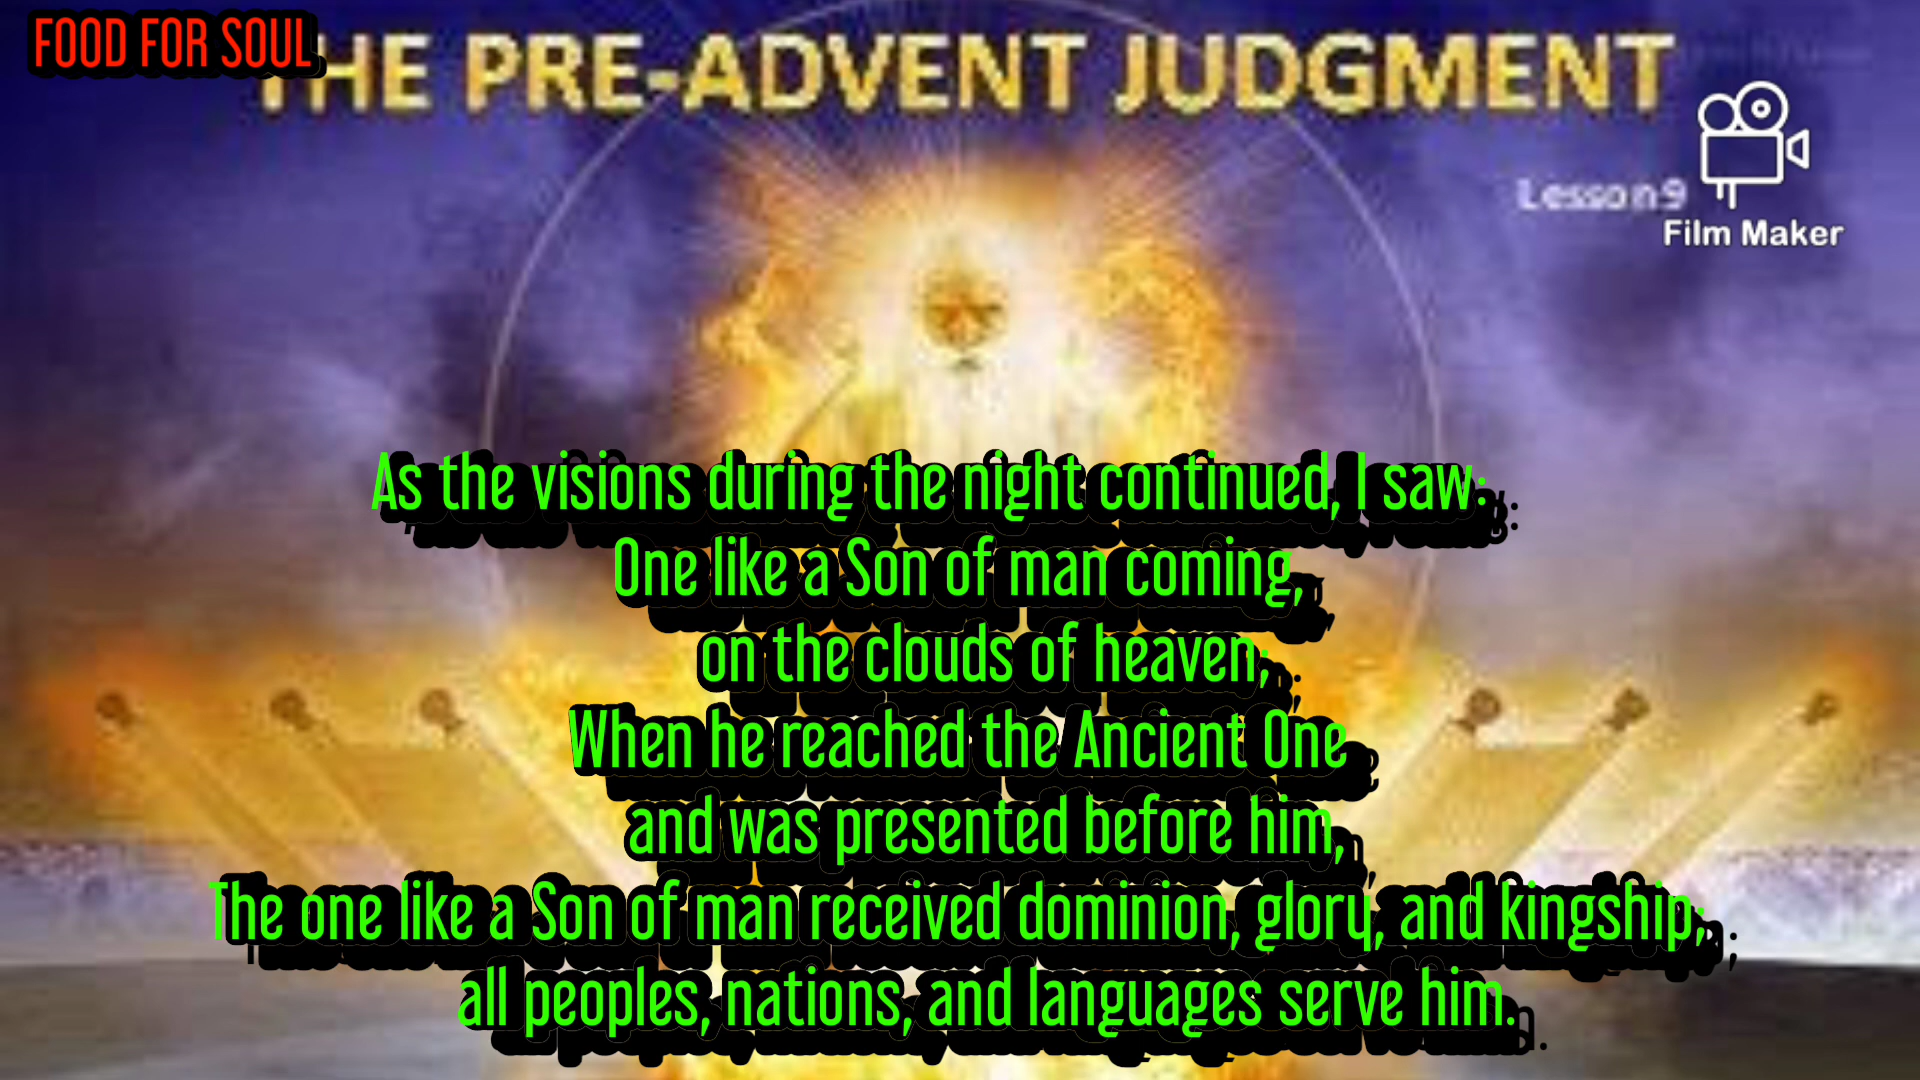 FOOD FOR SOUL
THE PRE-ADVENT JUDGMENT
Lesson 9
Film Maker
As the visions during the night continued, I saw:
One like a Son of man coming,
on the clouds of heaven;
When he reached the Ancient One
and was presented before him,
The one like a Son of man received dominion, glory, and kingship;
all peoples, nations, and languages serve him.